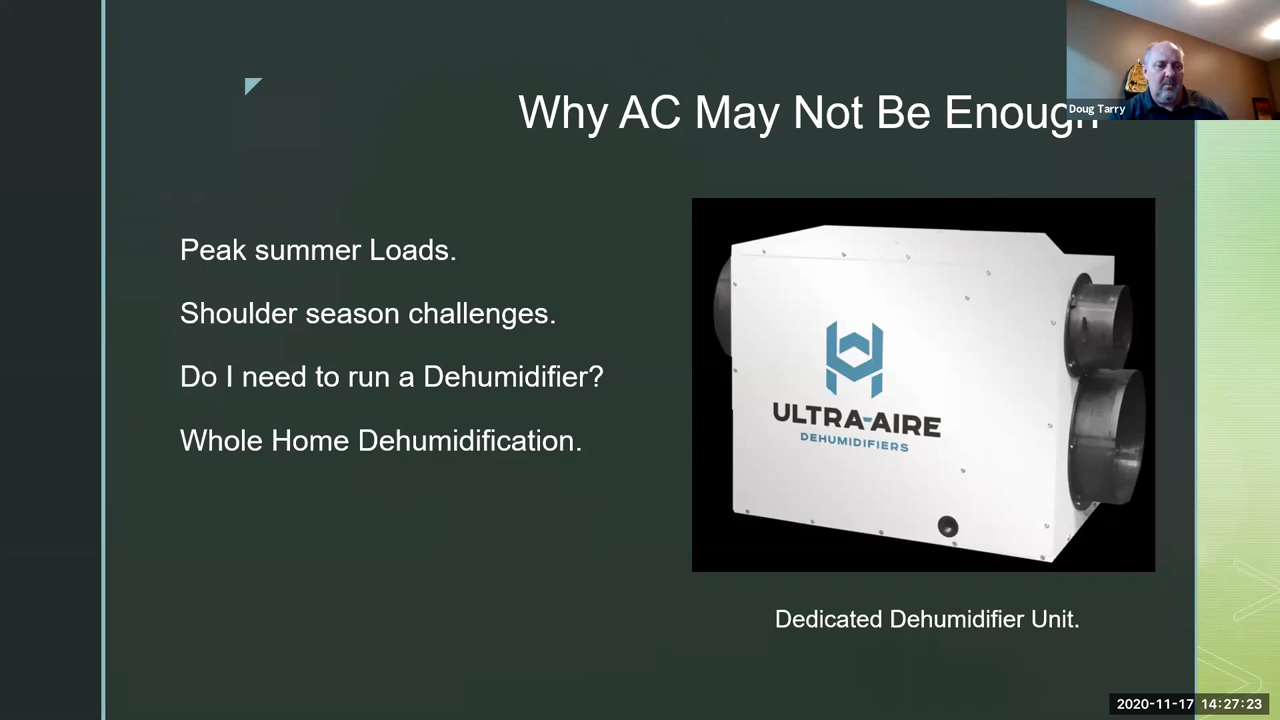 Why AC May Not Be Enough
Doug Tarry
Peak summer Loads.
Shoulder season challenges.
Do I need to run a Dehumidifier?
Whole Home Dehumidification.
ULTRA-AIRE
DEHUMIDIFIERS
Dedicated Dehumidifier Unit.
2020-11-17 14:27:23